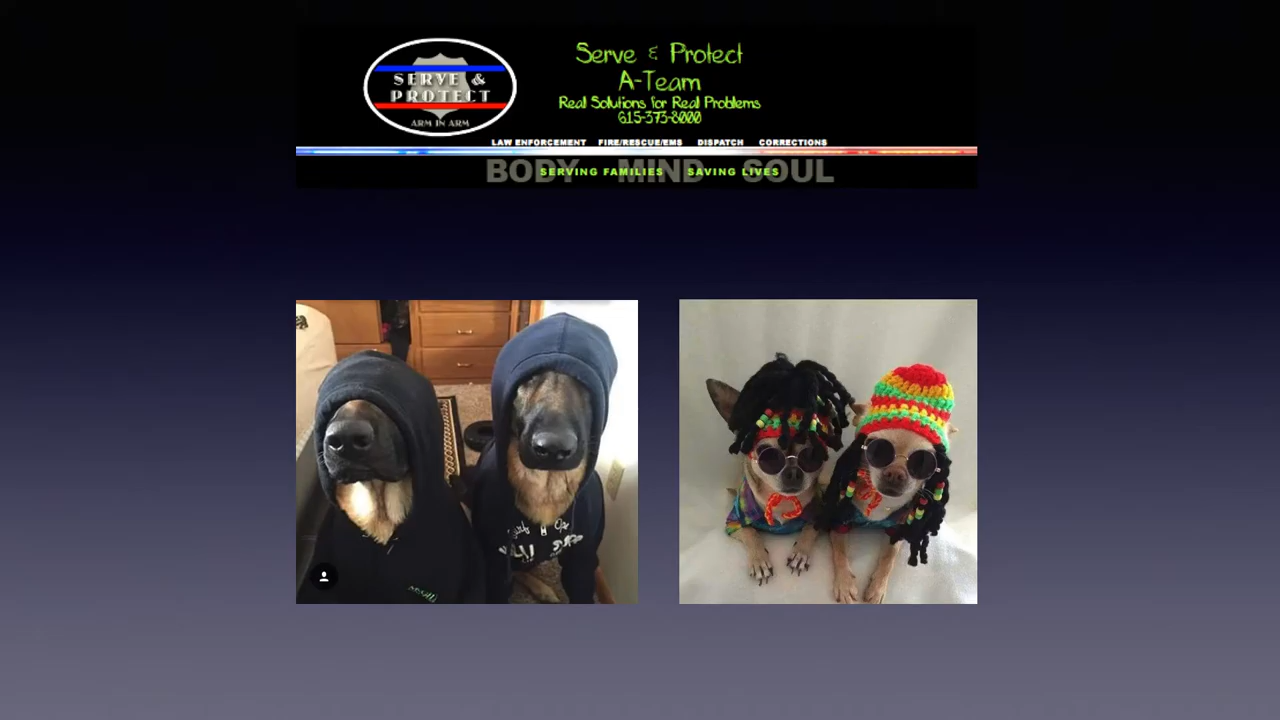 SERVE &
PROTECT
ARM IN ARM
Serve & Protect
A-Team
Real Solutions for Real Problems
615-373-8000
LAW ENFORCEMENT FIRE/RESCUE/EMS DISPATCH CORRECTIONS
BODY MIND SOUL
SERVING FAMILIES SAVING LIVES